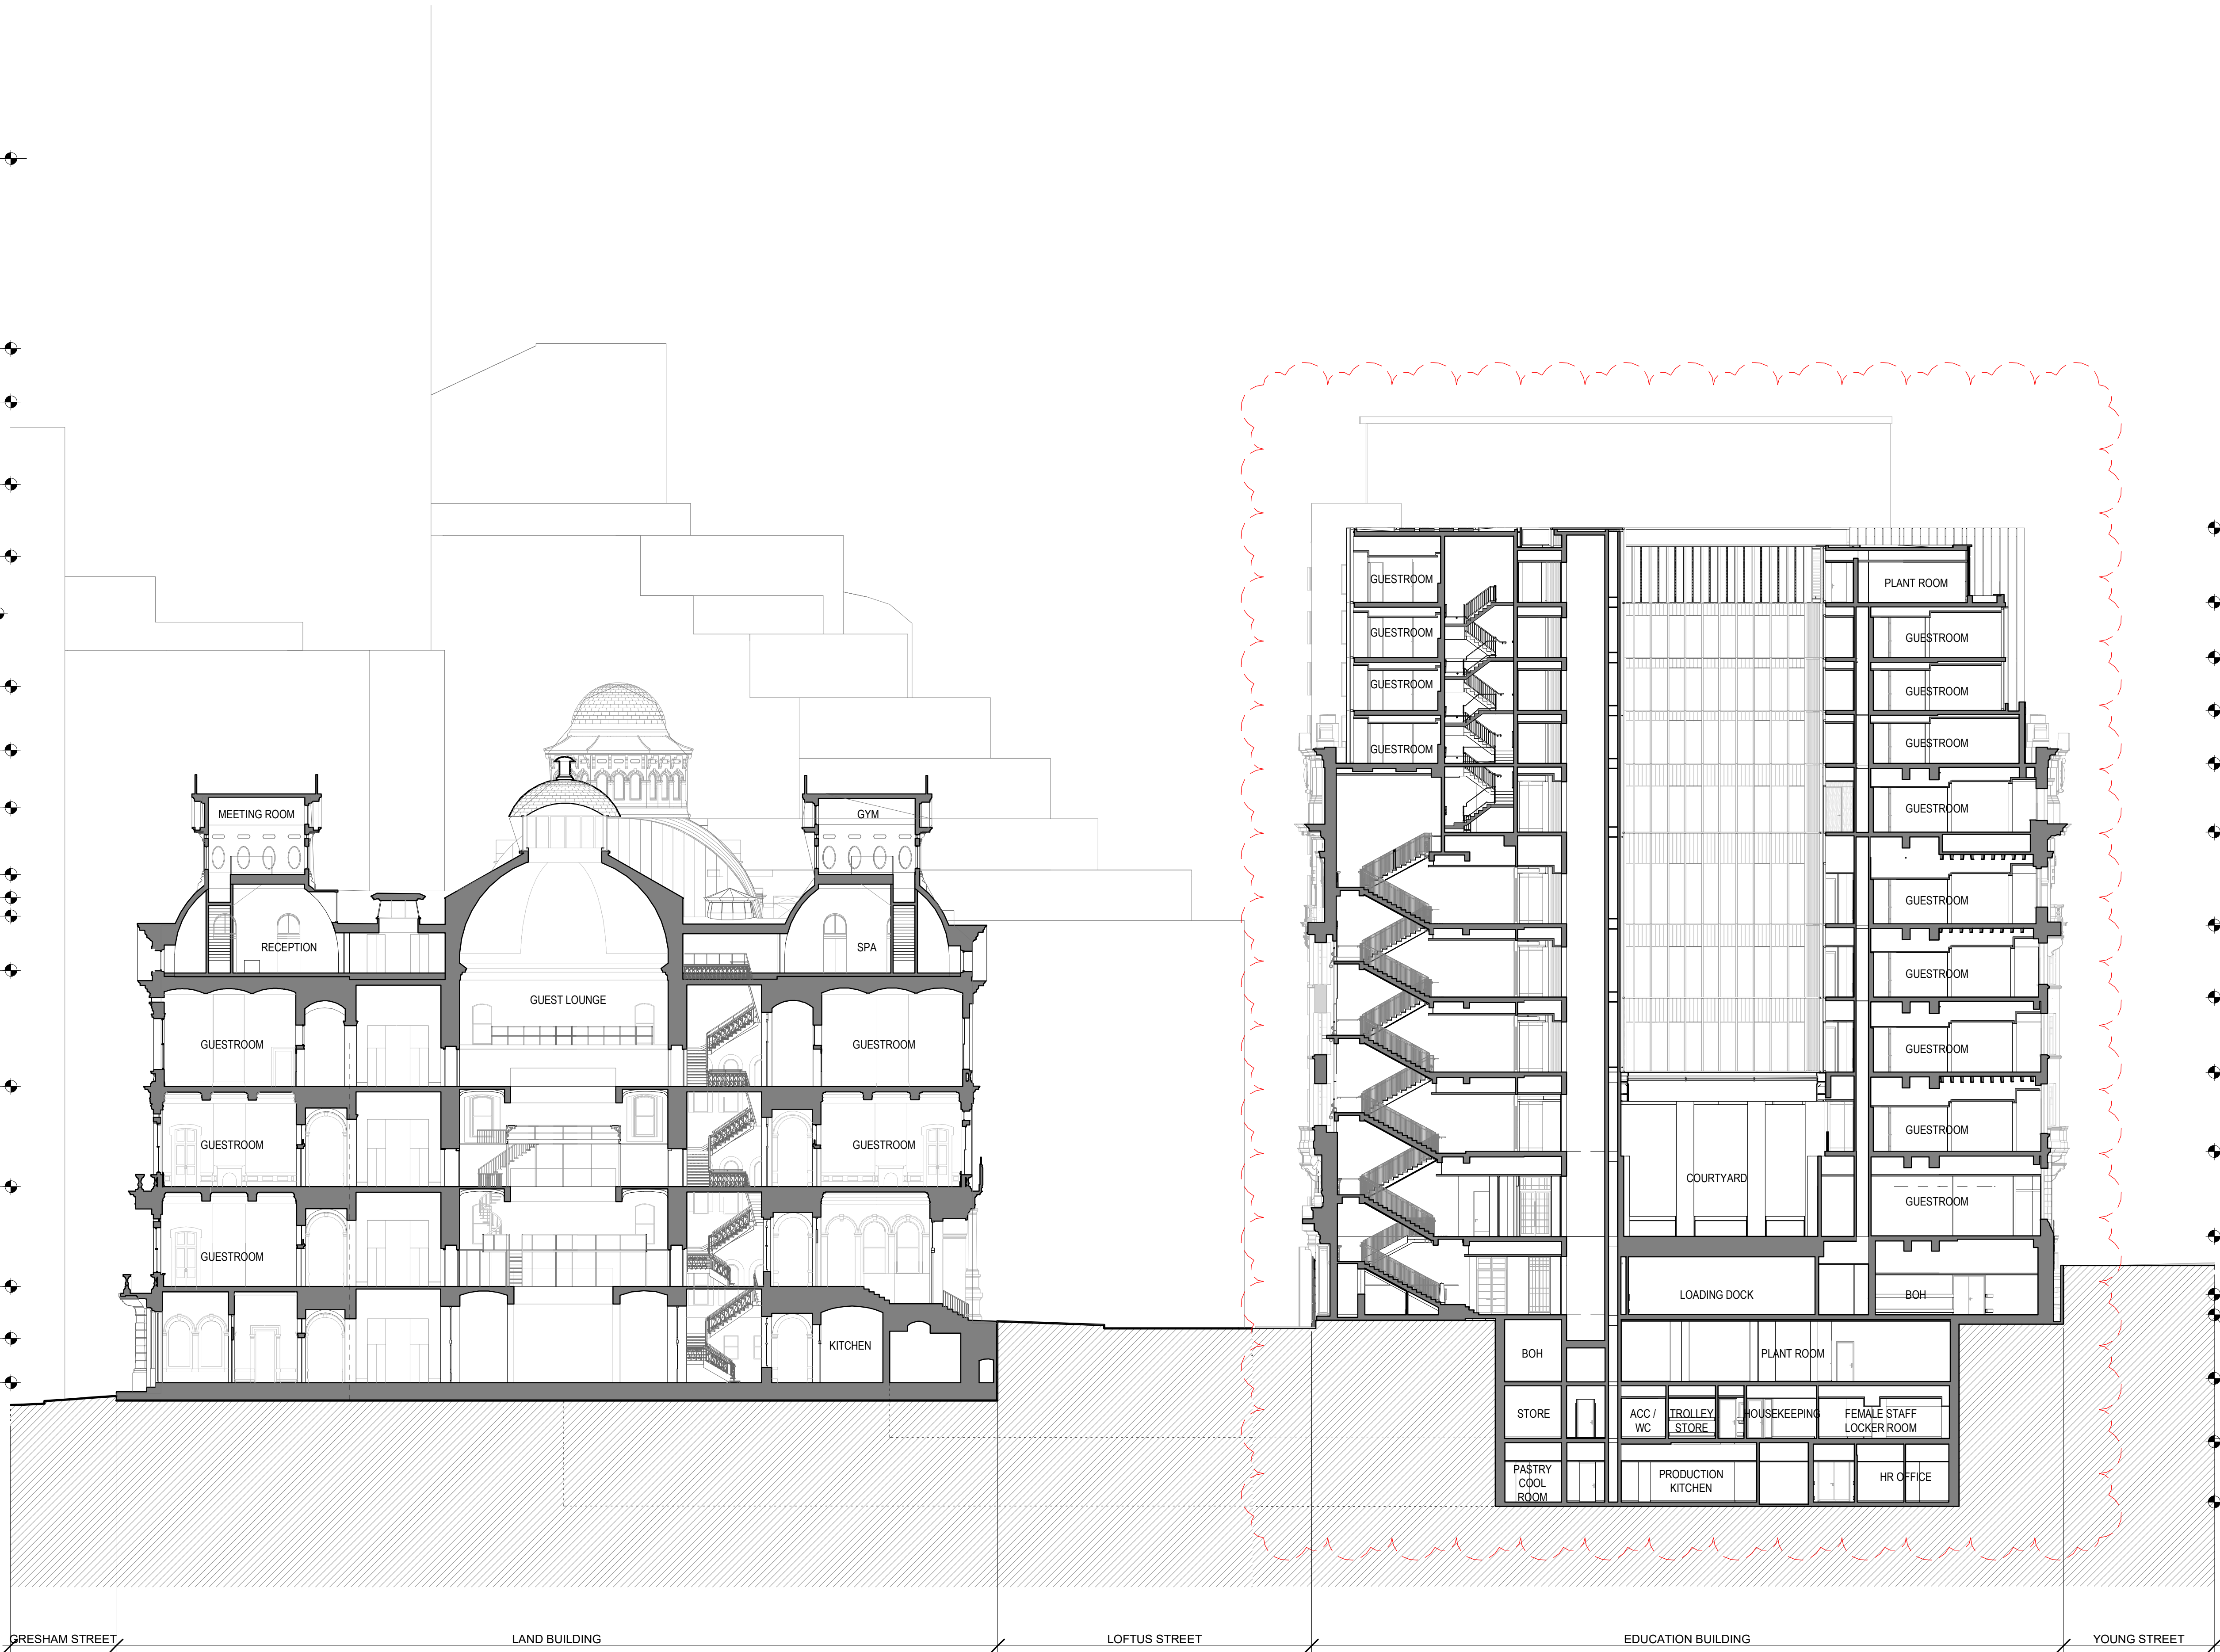 GUESTROOM
PLANT ROOM
GUESTROOM
GUESTROOM
GUESTROOM
GUESTROOM
GUESTROOM
GUESTROOM
MEETING ROOM
GYM
GUESTROOM
GUESTROOM
RECEPTION
SPA
GUESTROOM
GUEST LOUNGE
GUESTROOM
GUESTROOM
GUESTROOM
GUESTROOM
GUESTROOM
GUESTROOM
COURTYARD
GUESTROOM
GUESTROOM
LOADING DOCK
BOH
KITCHEN
BOH
PLANT ROOM
STORE
ACC /
WC
TROLLEY
STORE
HOUSEKEEPING
FEMALE STAFF
LOCKER ROOM
PASTRY
COOL
ROOM
PRODUCTION
KITCHEN
HR OFFICE
GRESHAM STREET
LAND BUILDING
LOFTUS STREET
EDUCATION BUILDING
YOUNG STREET